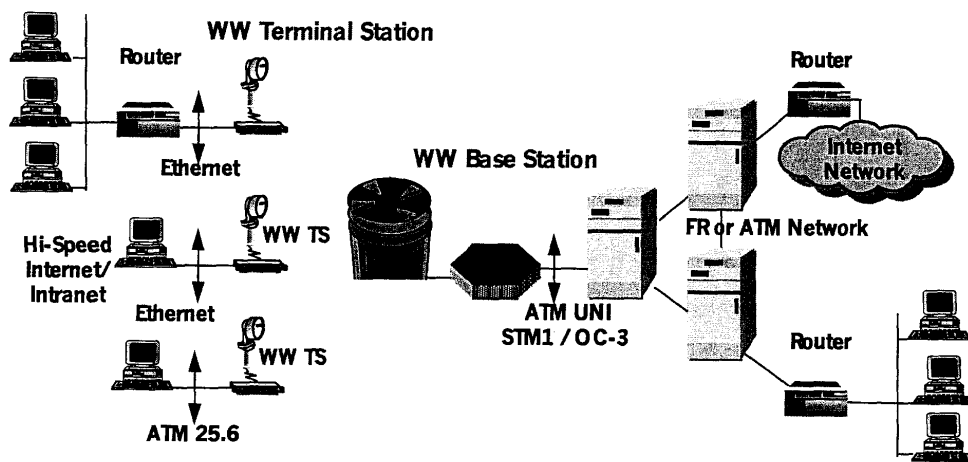 WW Terminal Station
Router
Ethernet
WW Base Station
Router
Internet
Network
FR or ATM Network
Hi-Speed
Internet/
Intranet
WW TS
Ethernet
ATM UNI
STM1 / OC-3
WW TS
ATM 25.6
Router